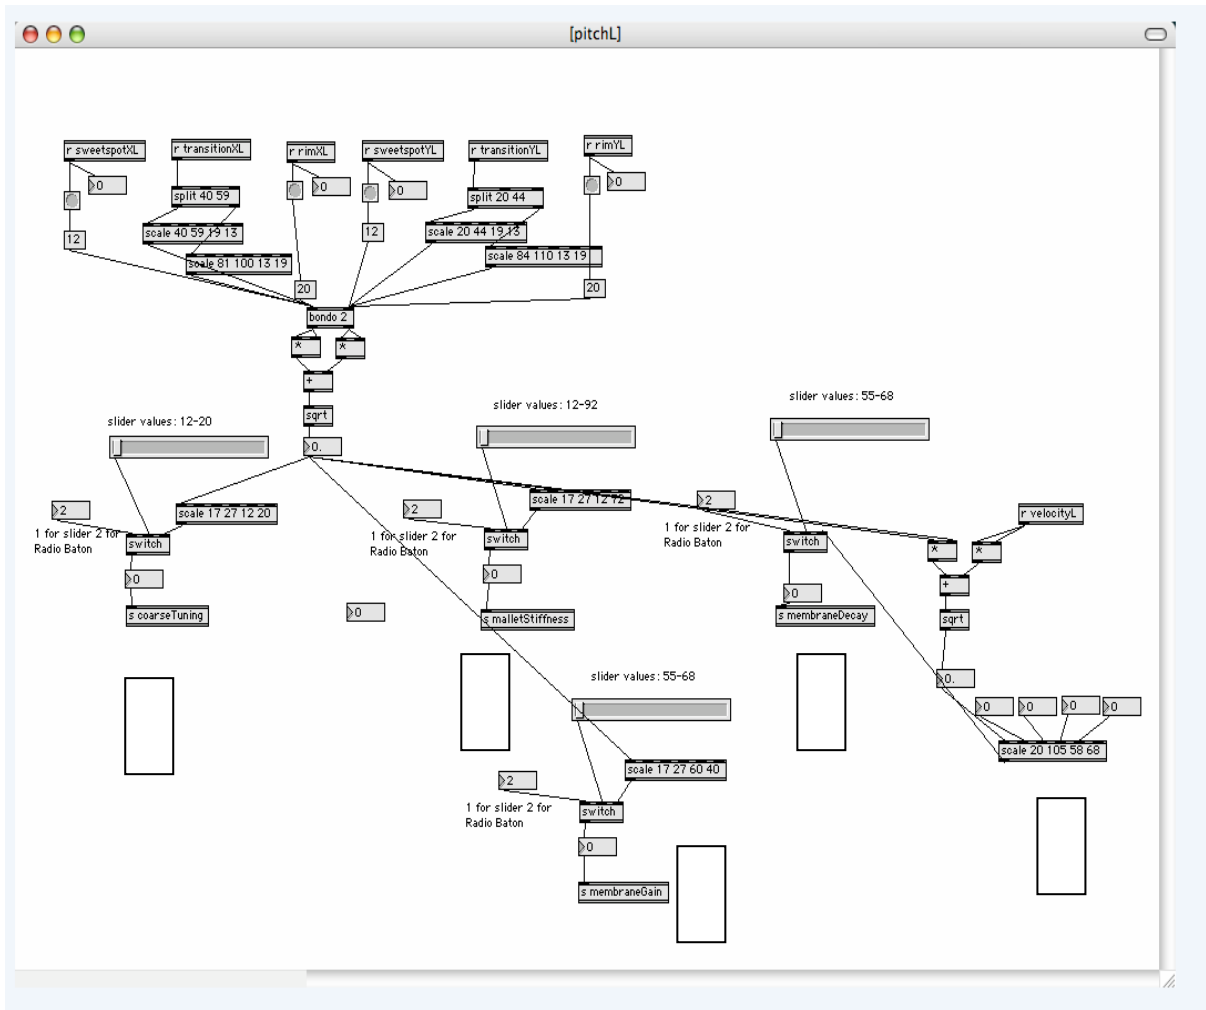 [pitchL]
r sweetspotXL
r transitionXL
r rimXL
r sweetspotYL
r transitionYL
r rimYL
0
0
0
0
split 40 59
split 20 44
12
scale 40 59 19 13
12
scale 20 44 19 13
scale 81 100 13 19
scale 84 110 13 19
20
20
bondo 2
*
*
+
sqrt
0.
slider values: 12-20
slider values: 12-92
slider values: 55-68
2
scale 17 27 12 20
1 for slider 2 for
Radio Baton
switch
0
s coarseTuning
0
2
scale 17 27 12 72
1 for slider 2 for
Radio Baton
switch
0
s malletStiffness
2
1 for slider 2 for
Radio Baton
switch
0
s membraneDecay
r velocityL
*
*
+
sqrt
0.
0
0
0
0
scale 20 105 58 68
slider values: 55-68
scale 17 27 60 40
2
1 for slider 2 for
Radio Baton
switch
0
s membraneGain